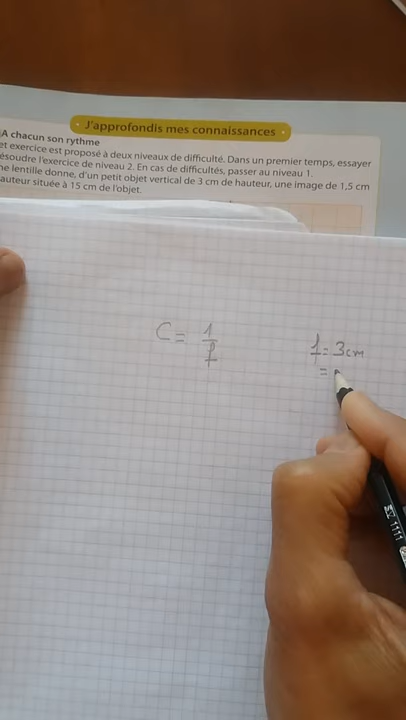 • J'approfondis mes connaissances •
A chacun son rythme
et exercice est proposé à deux niveaux de difficulté. Dans un premier temps, essayer
ésoudre l'exercice de niveau 2. En cas de difficultés, passer au niveau 1.
ne lentille donne, d'un petit objet vertical de 3 cm de hauteur, une image de 1,5 cm
auteur située à 15 cm de l'objet.
C = 1/f
f = 3cm
=
1111